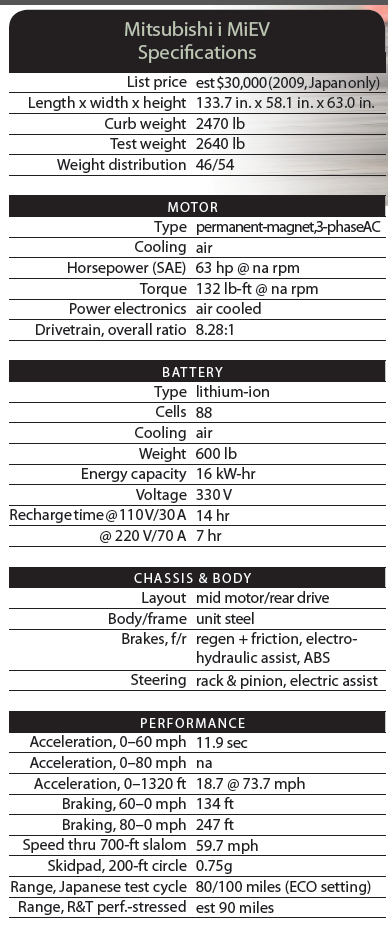 Mitsubishi i MiEV
Specifications
List price est $30,000 (2009, Japan only)
Length x width x height 133.7 in. x 58.1 in. x 63.0 in.
Curb weight 2470 lb
Test weight 2640 lb
Weight distribution 46/54
MOTOR
Type permanent-magnet, 3-phase AC
Cooling air
Horsepower (SAE) 63 hp @ na rpm
Torque 132 lb-ft @ na rpm
Power electronics air cooled
Drivetrain, overall ratio 8.28:1
BATTERY
Type lithium-ion
Cells 88
Cooling air
Weight 600 lb
Energy capacity 16 kW-hr
Voltage 330 V
Recharge time @ 110 V/30 A 14 hr
@ 220 V/70 A 7 hr
CHASSIS & BODY
Layout mid motor/rear drive
Body/frame unit steel
Brakes, f/r regen + friction, electro-
hydraulic assist, ABS
Steering rack & pinion, electric assist
PERFORMANCE
Acceleration, 0–60 mph 11.9 sec
Acceleration, 0–80 mph na
Acceleration, 0–1320 ft 18.7 @ 73.7 mph
Braking, 60–0 mph 134 ft
Braking, 80–0 mph 247 ft
Speed thru 700-ft slalom 59.7 mph
Skidpad, 200-ft circle 0.75g
Range, Japanese test cycle 80/100 miles (ECO setting)
Range, R&T perf.-stressed est 90 miles